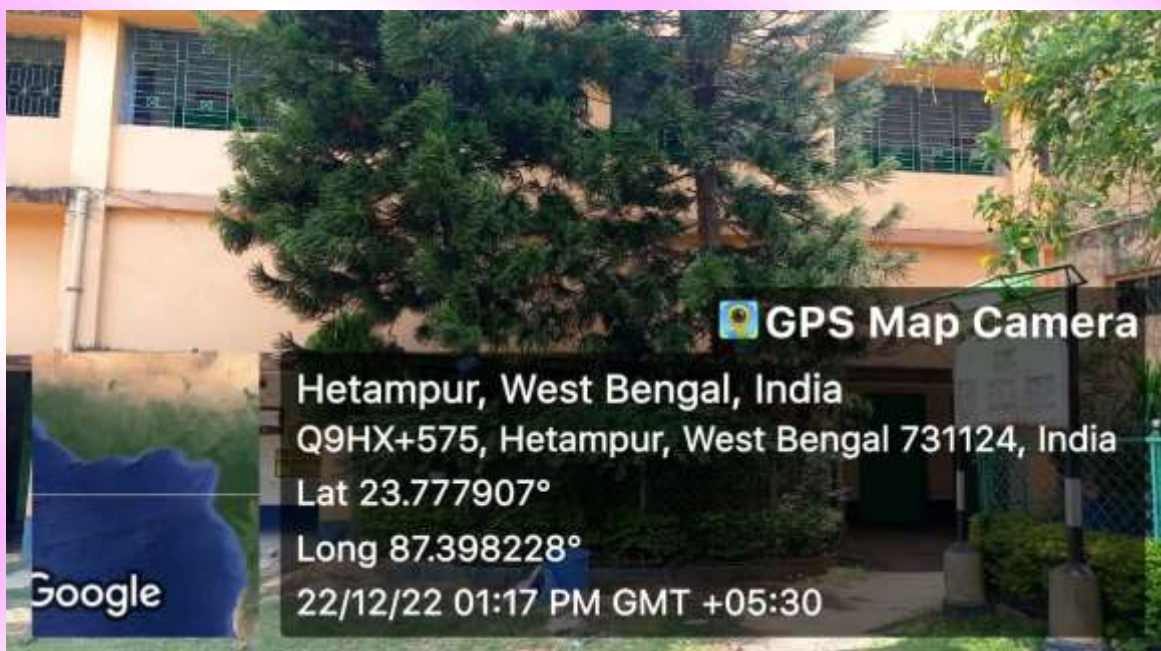 GPS Map Camera
Hetampur, West Bengal, India
Q9HX+575, Hetampur, West Bengal 731124, India
Lat 23.777907°
Long 87.398228°
22/12/22 01:17 PM GMT +05:30
Google